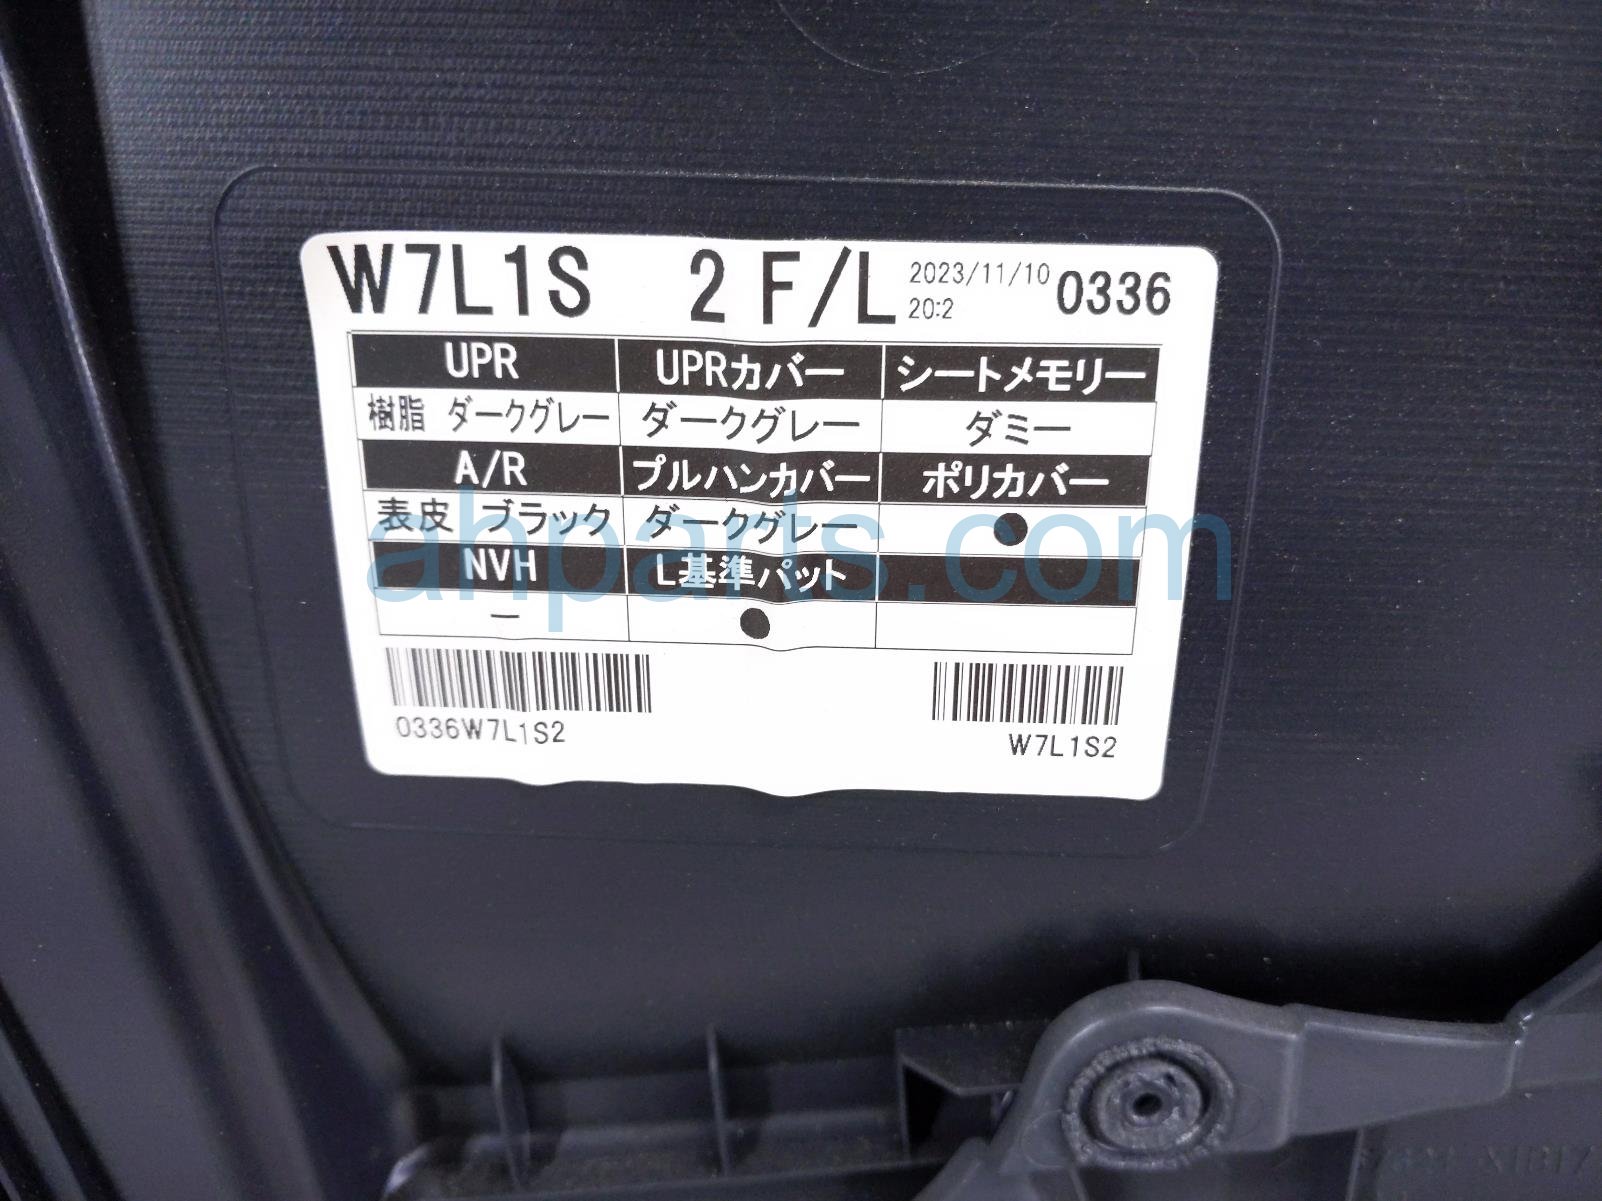 W7L1S 2 F/L 2023/11/10 0336
20:2
UPR UPRカバー シートメモリー
樹脂 ダークグレー ダークグレー ダミー
A/R プルハンカバー ポリカバー
表皮 ブラック ダークグレー ●
NVH L基準パット
ー ●
0336W7L1S2 W7L1S2
ahparts.com